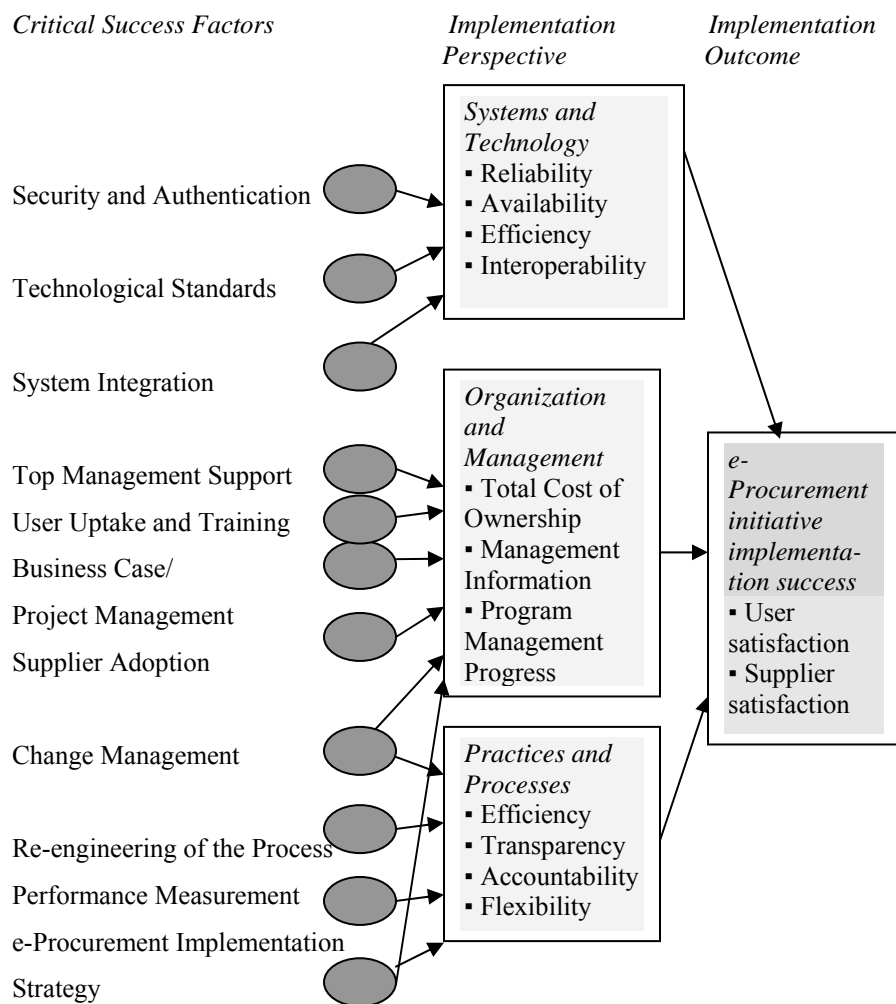 Critical Success Factors
Implementation
Perspective
Implementation
Outcome
Security and Authentication
Technological Standards
System Integration
Top Management Support
User Uptake and Training
Business Case/
Project Management
Supplier Adoption
Change Management
Re-engineering of the Process
Performance Measurement
e-Procurement Implementation
Strategy
Systems and
Technology
▪ Reliability
▪ Availability
▪ Efficiency
▪ Interoperability
Organization
and
Management
▪ Total Cost of
Ownership
▪ Management
Information
▪ Program
Management
Progress
Practices and
Processes
▪ Efficiency
▪ Transparency
▪ Accountability
▪ Flexibility
e-
Procurement
initiative
implementa-
tion success
▪ User
satisfaction
▪ Supplier
satisfaction